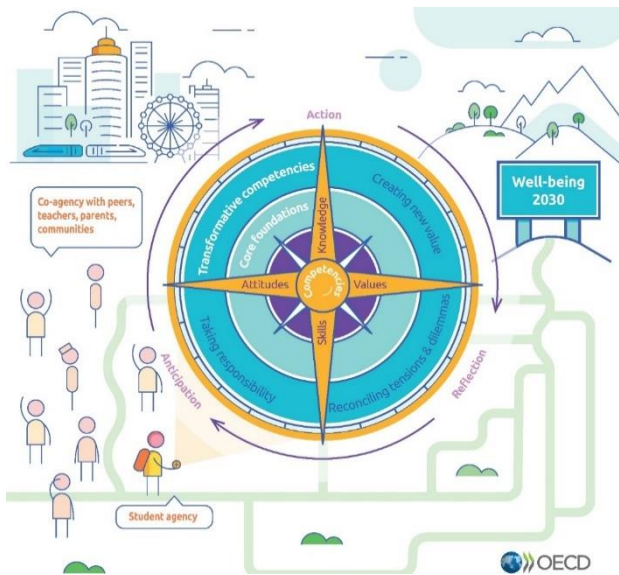 Action
Co-agency with peers,
teachers, parents,
communities
Well-being
2030
Transformative competencies
Creating new value
Core foundations
Knowledge
Attitudes
Competencies
Values
Skills
Taking responsibility
Reconciling tensions & dilemmas
Anticipation
Reflection
Student agency
OECD